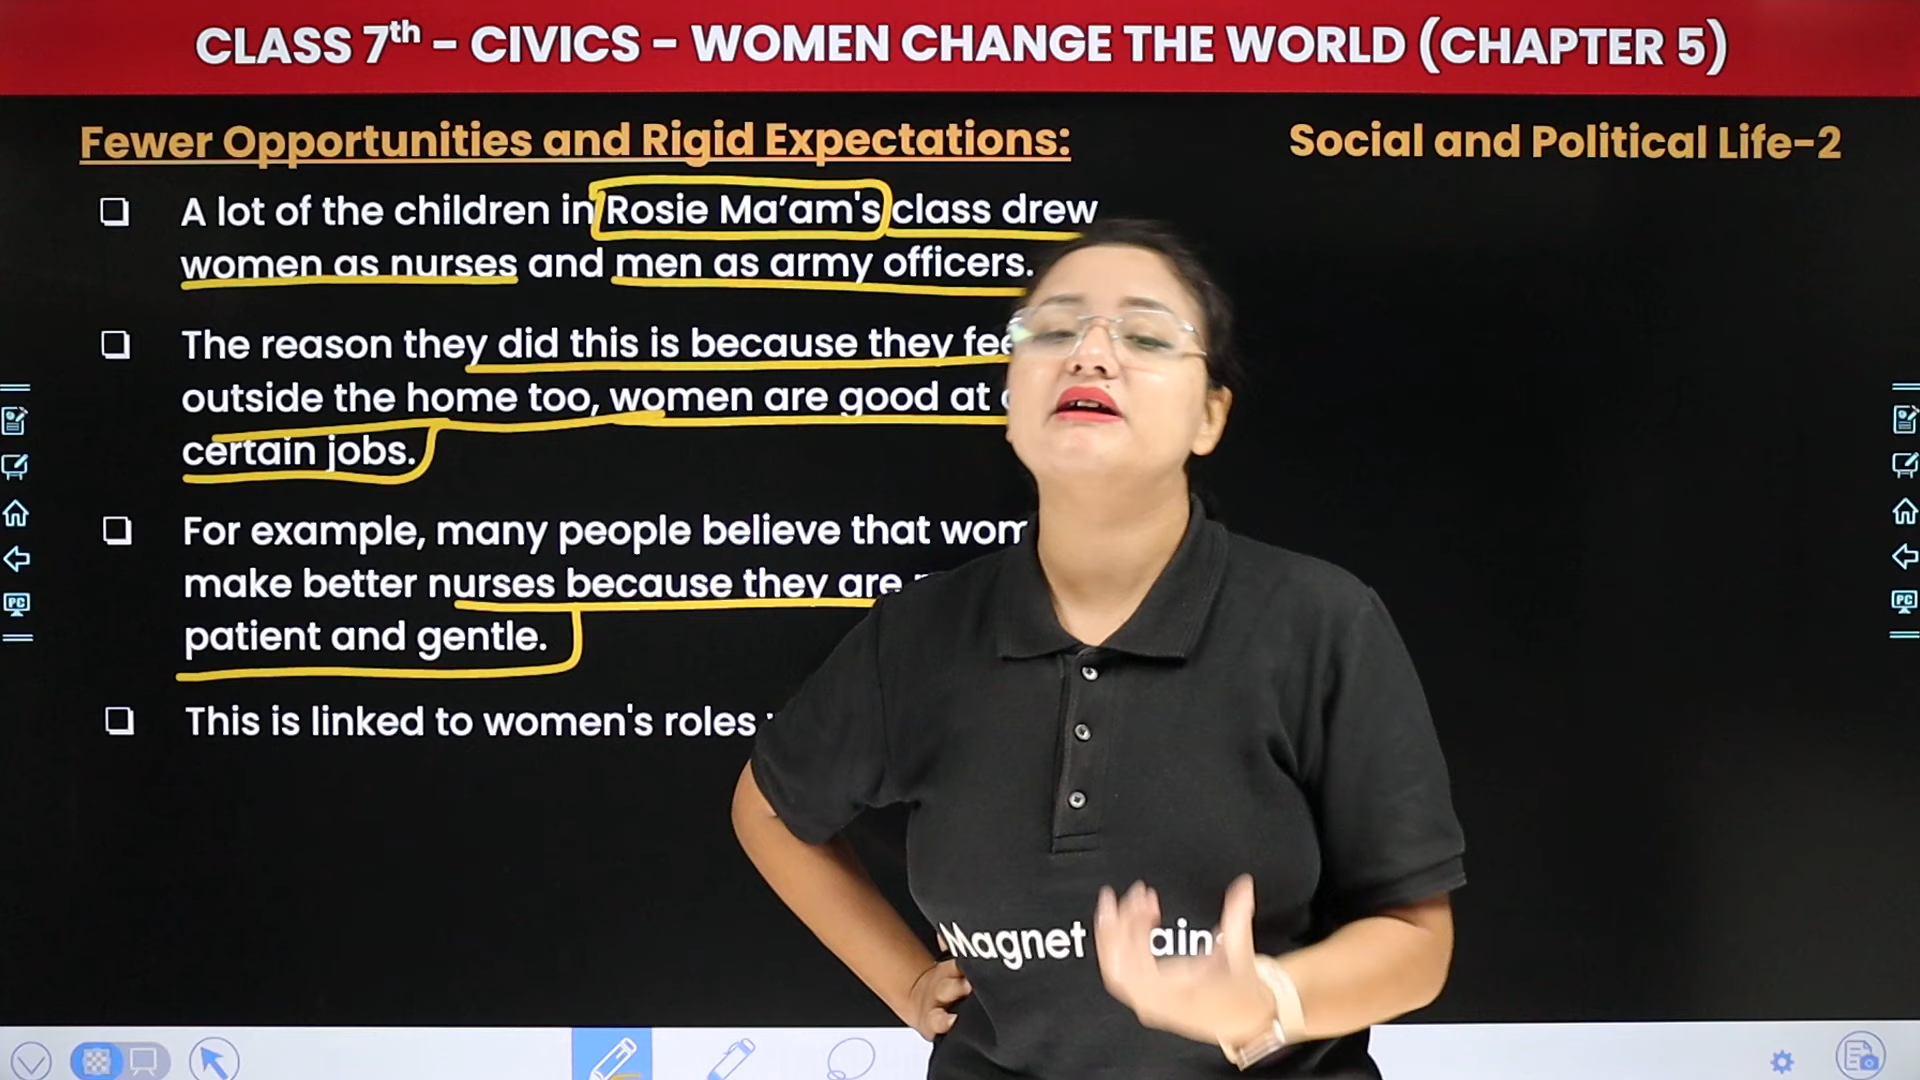 CLASS 7th – CIVICS – WOMEN CHANGE THE WORLD (CHAPTER 5)
Fewer Opportunities and Rigid Expectations:
Social and Political Life-2
A lot of the children in Rosie Ma'am's class drew
women as nurses and men as army officers.
The reason they did this is because they
outside the home too, women are good at
certain jobs.
For example, many people believe that
make better nurses because they are
patient and gentle.
This is linked to women's roles
Magnet
PC
PC